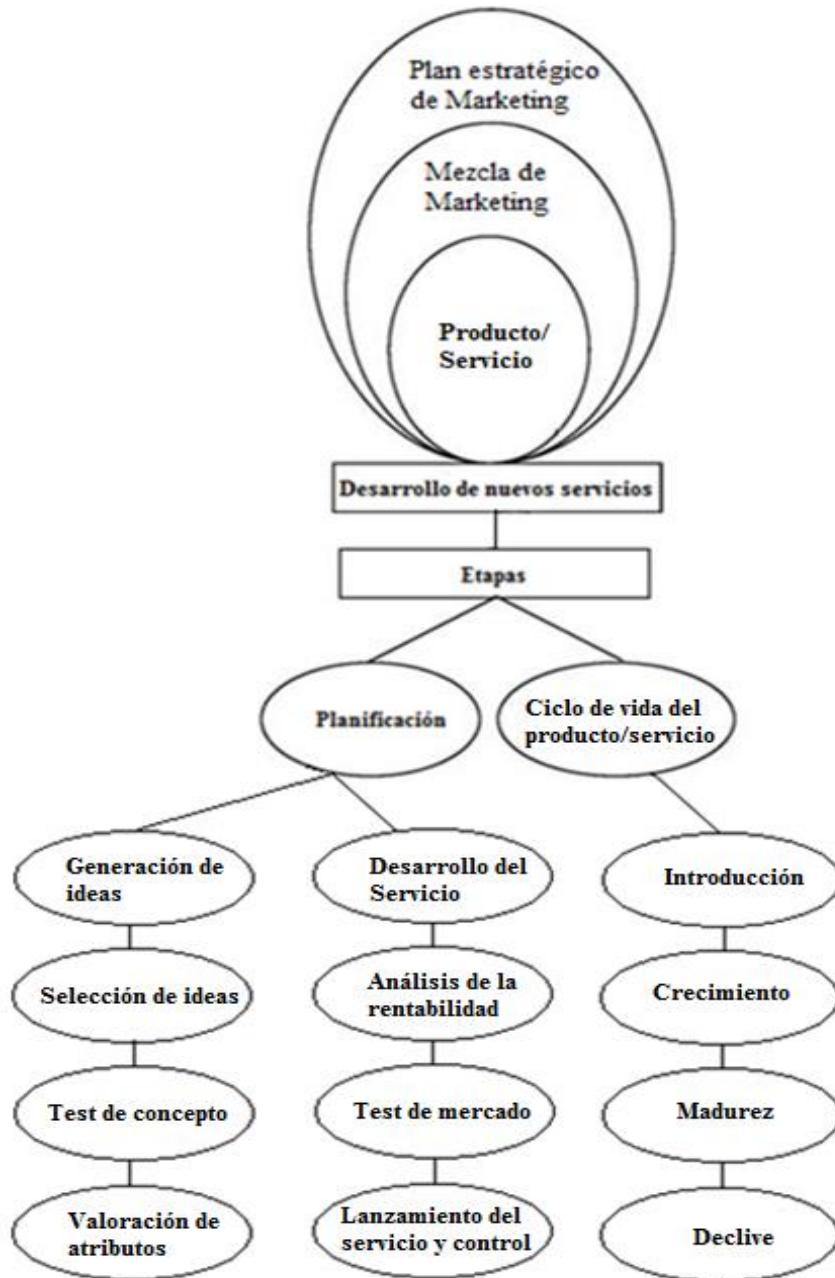 Plan estratégico
de Marketing
Mezcla de
Marketing
Producto/
Servicio
Desarrollo de nuevos servicios
Etapas
Planificación
Ciclo de vida del
producto/servicio
Generación de
ideas
Desarrollo del
Servicio
Introducción
Selección de ideas
Análisis de la
rentabilidad
Crecimiento
Test de concepto
Test de mercado
Madurez
Valoración de
atributos
Lanzamiento del
servicio y control
Declive